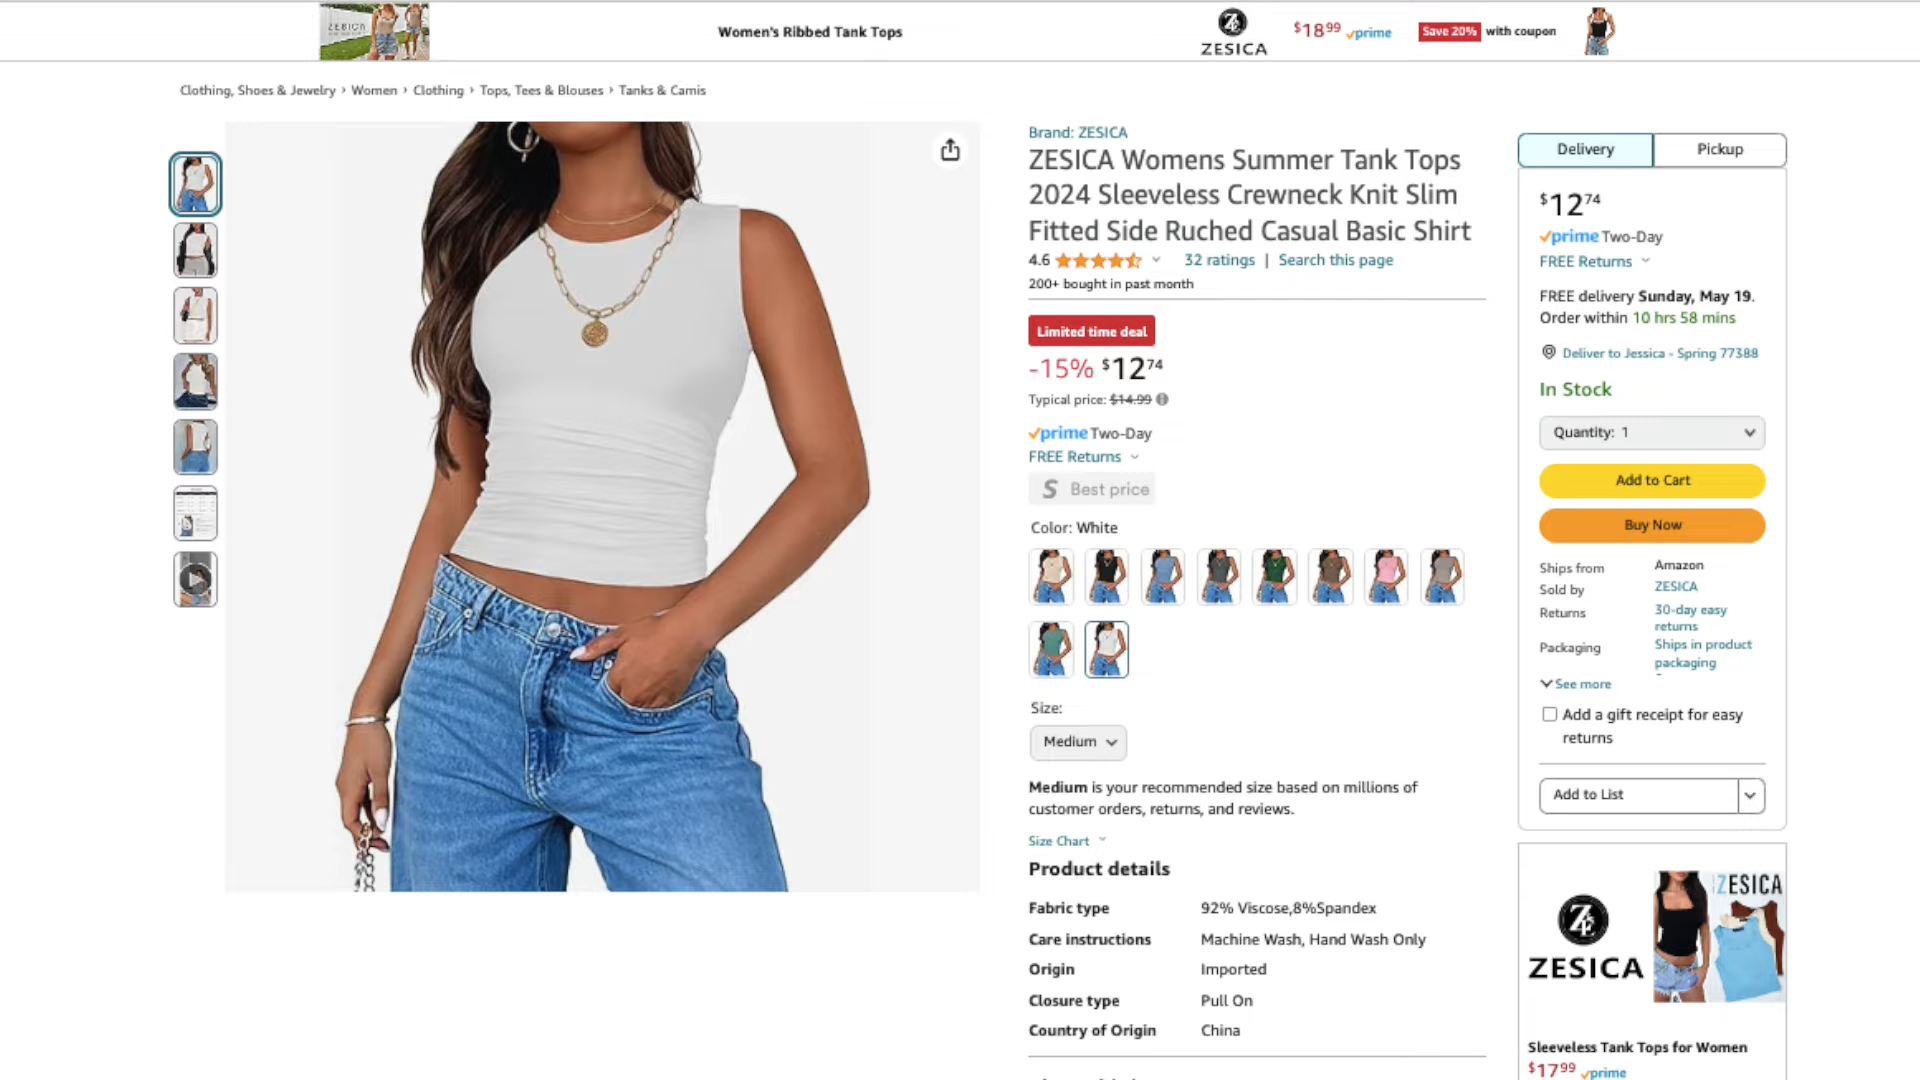 ZESICA
Women's Ribbed Tank Tops
ZESICA
$18.99 prime
Save 20% with coupon
Clothing, Shoes & Jewelry › Women › Clothing › Tops, Tees & Blouses › Tanks & Camis
Brand: ZESICA
ZESICA Womens Summer Tank Tops
2024 Sleeveless Crewneck Knit Slim
Fitted Side Ruched Casual Basic Shirt
4.6 32 ratings | Search this page
200+ bought in past month
Limited time deal
-15% $12.74
Typical price: $14.99
prime Two-Day
FREE Returns
S Best price
Color: White
Size:
Medium
Medium is your recommended size based on millions of
customer orders, returns, and reviews.
Size Chart
Product details
Fabric type 92% Viscose,8%Spandex
Care instructions Machine Wash, Hand Wash Only
Origin Imported
Closure type Pull On
Country of Origin China
Delivery Pickup
$12.74
prime Two-Day
FREE Returns
FREE delivery Sunday, May 19.
Order within 10 hrs 58 mins
Deliver to Jessica - Spring 77388
In Stock
Quantity: 1
Add to Cart
Buy Now
Ships from Amazon
Sold by ZESICA
Returns 30-day easy
returns
Packaging Ships in product
packaging
See more
Add a gift receipt for easy
returns
Add to List
ZESICA
ZESICA
Sleeveless Tank Tops for Women
$17.99 prime